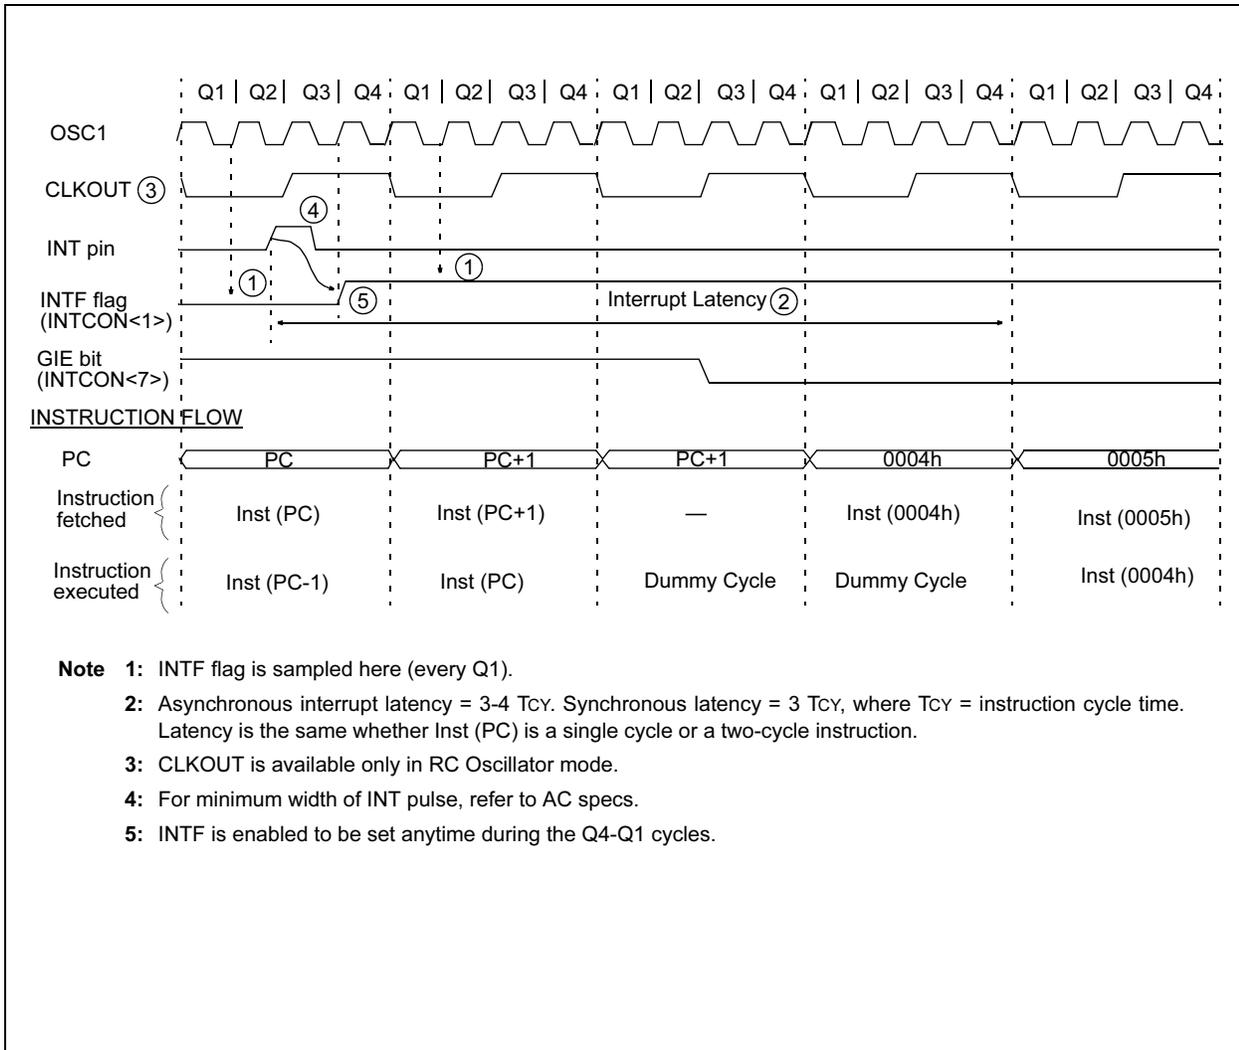 Q1 | Q2 | Q3 | Q4 Q1 | Q2 | Q3 | Q4 Q1 | Q2 | Q3 | Q4 Q1 | Q2 | Q3 | Q4 Q1 | Q2 | Q3 | Q4
OSC1
CLKOUT 3
4
INT pin
1 1
INTF flag 5 Interrupt Latency 2
(INTCON<1>)
GIE bit
(INTCON<7>)
INSTRUCTION FLOW
PC PC PC+1 PC+1 0004h 0005h
Instruction
fetched Inst (PC) Inst (PC+1) — Inst (0004h) Inst (0005h)
Instruction
executed Inst (PC-1) Inst (PC) Dummy Cycle Dummy Cycle Inst (0004h)
Note 1: INTF flag is sampled here (every Q1).
2: Asynchronous interrupt latency = 3-4 TCY. Synchronous latency = 3 TCY, where TCY = instruction cycle time.
Latency is the same whether Inst (PC) is a single cycle or a two-cycle instruction.
3: CLKOUT is available only in RC Oscillator mode.
4: For minimum width of INT pulse, refer to AC specs.
5: INTF is enabled to be set anytime during the Q4-Q1 cycles.